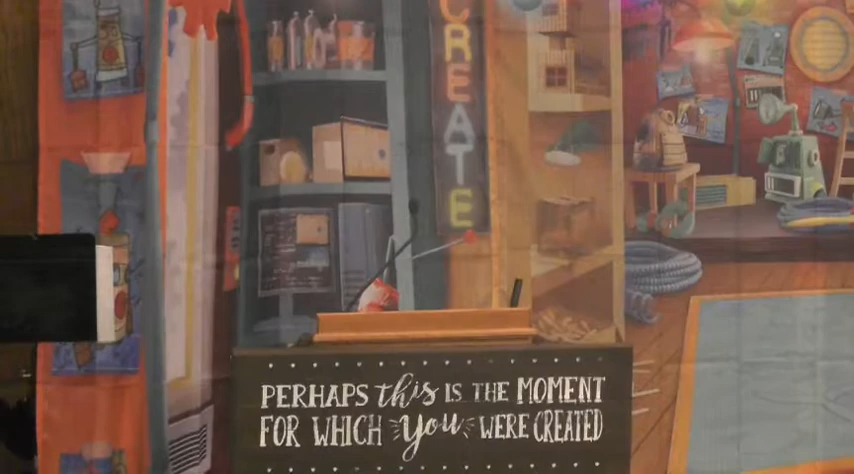 CREATE
PERHAPS this IS THE MOMENT
FOR WHICH you WERE CREATED